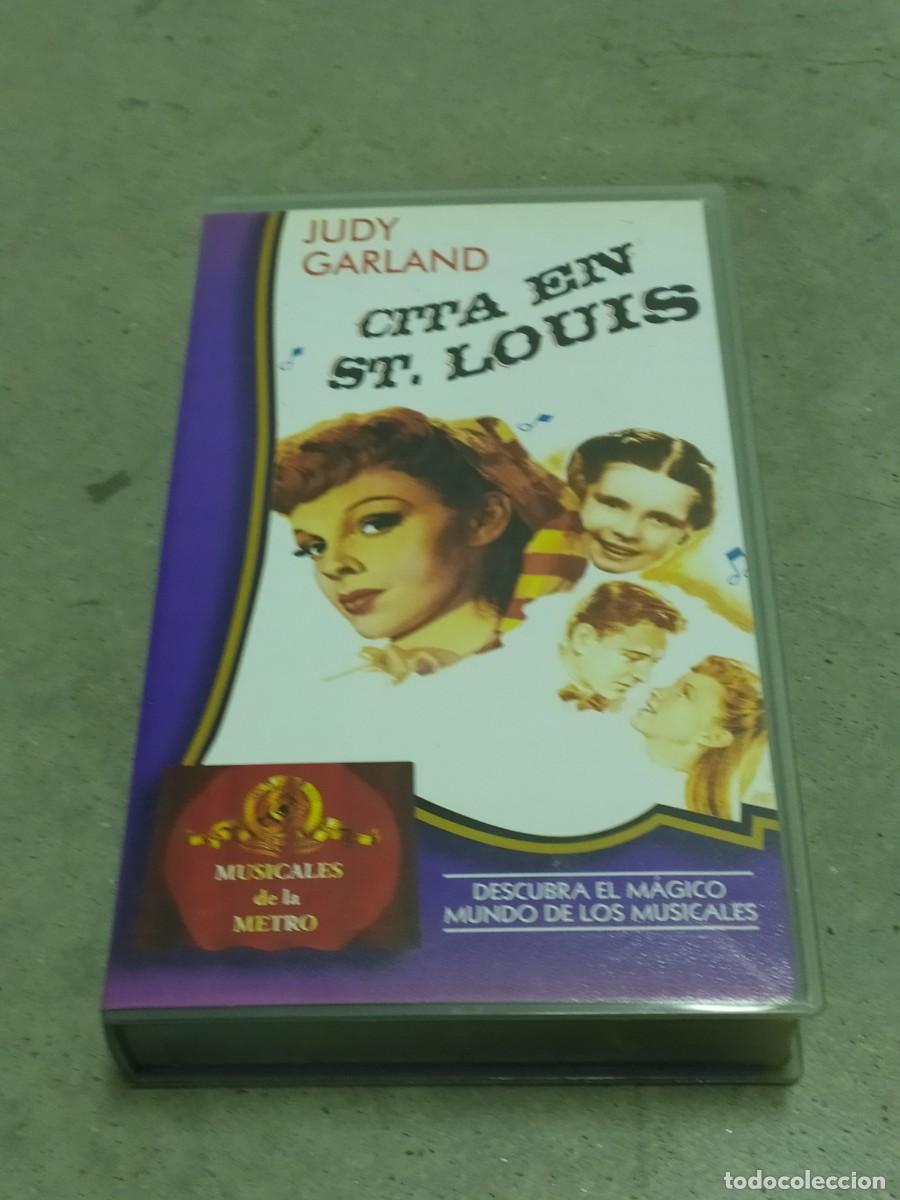 JUDY
GARLAND
CITA EN
ST. LOUIS
MUSICALES
de la
METRO
DESCUBRA EL MÁGICO
MUNDO DE LOS MUSICALES
todocoleccion